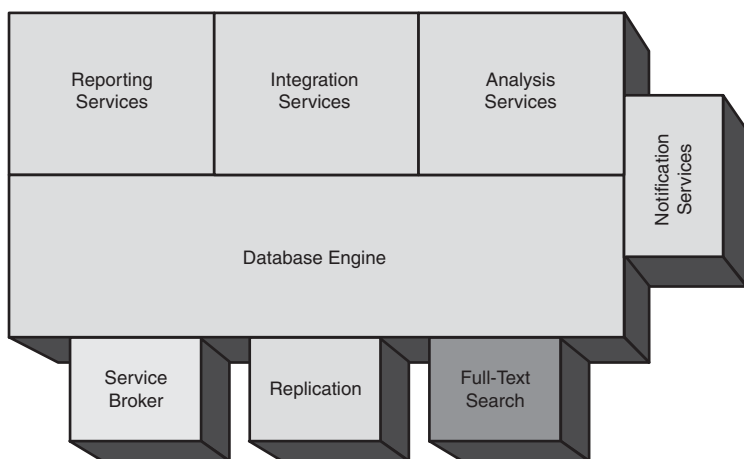 Reporting
Services
Integration
Services
Analysis
Services
Notification
Services
Database Engine
Service
Broker
Replication
Full-Text
Search